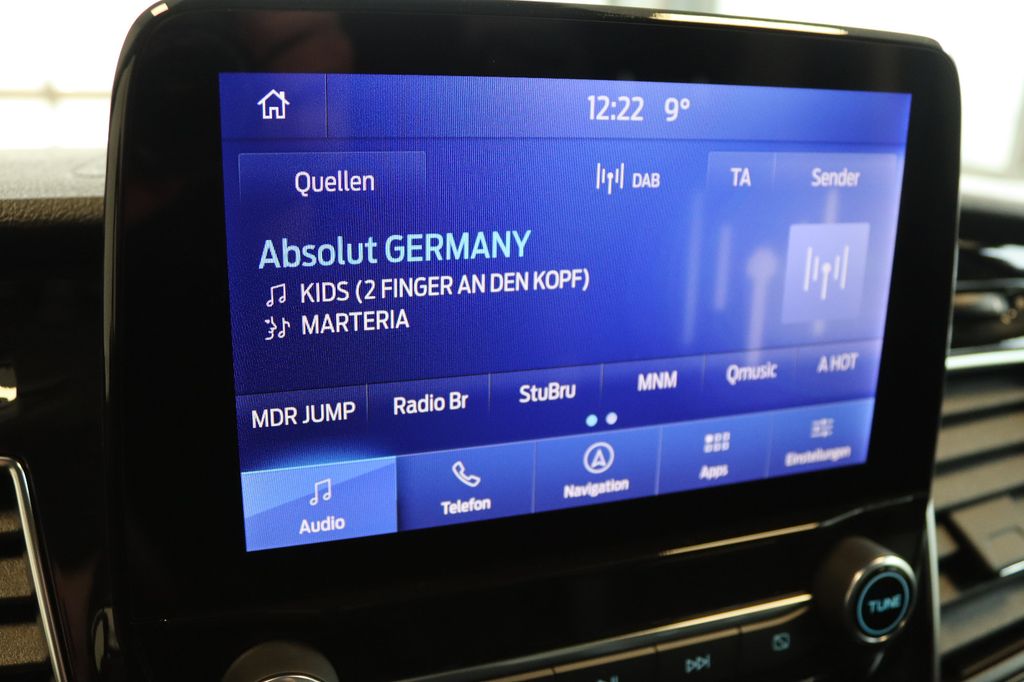 12:22 9°
Quellen DAB TA Sender
Absolut GERMANY
KIDS (2 FINGER AN DEN KOPF)
MARTERIA
MDR JUMP Radio Br StuBru MNM Qmusic A HOT
Audio Telefon Navigation Apps Einstellungen
TUNE